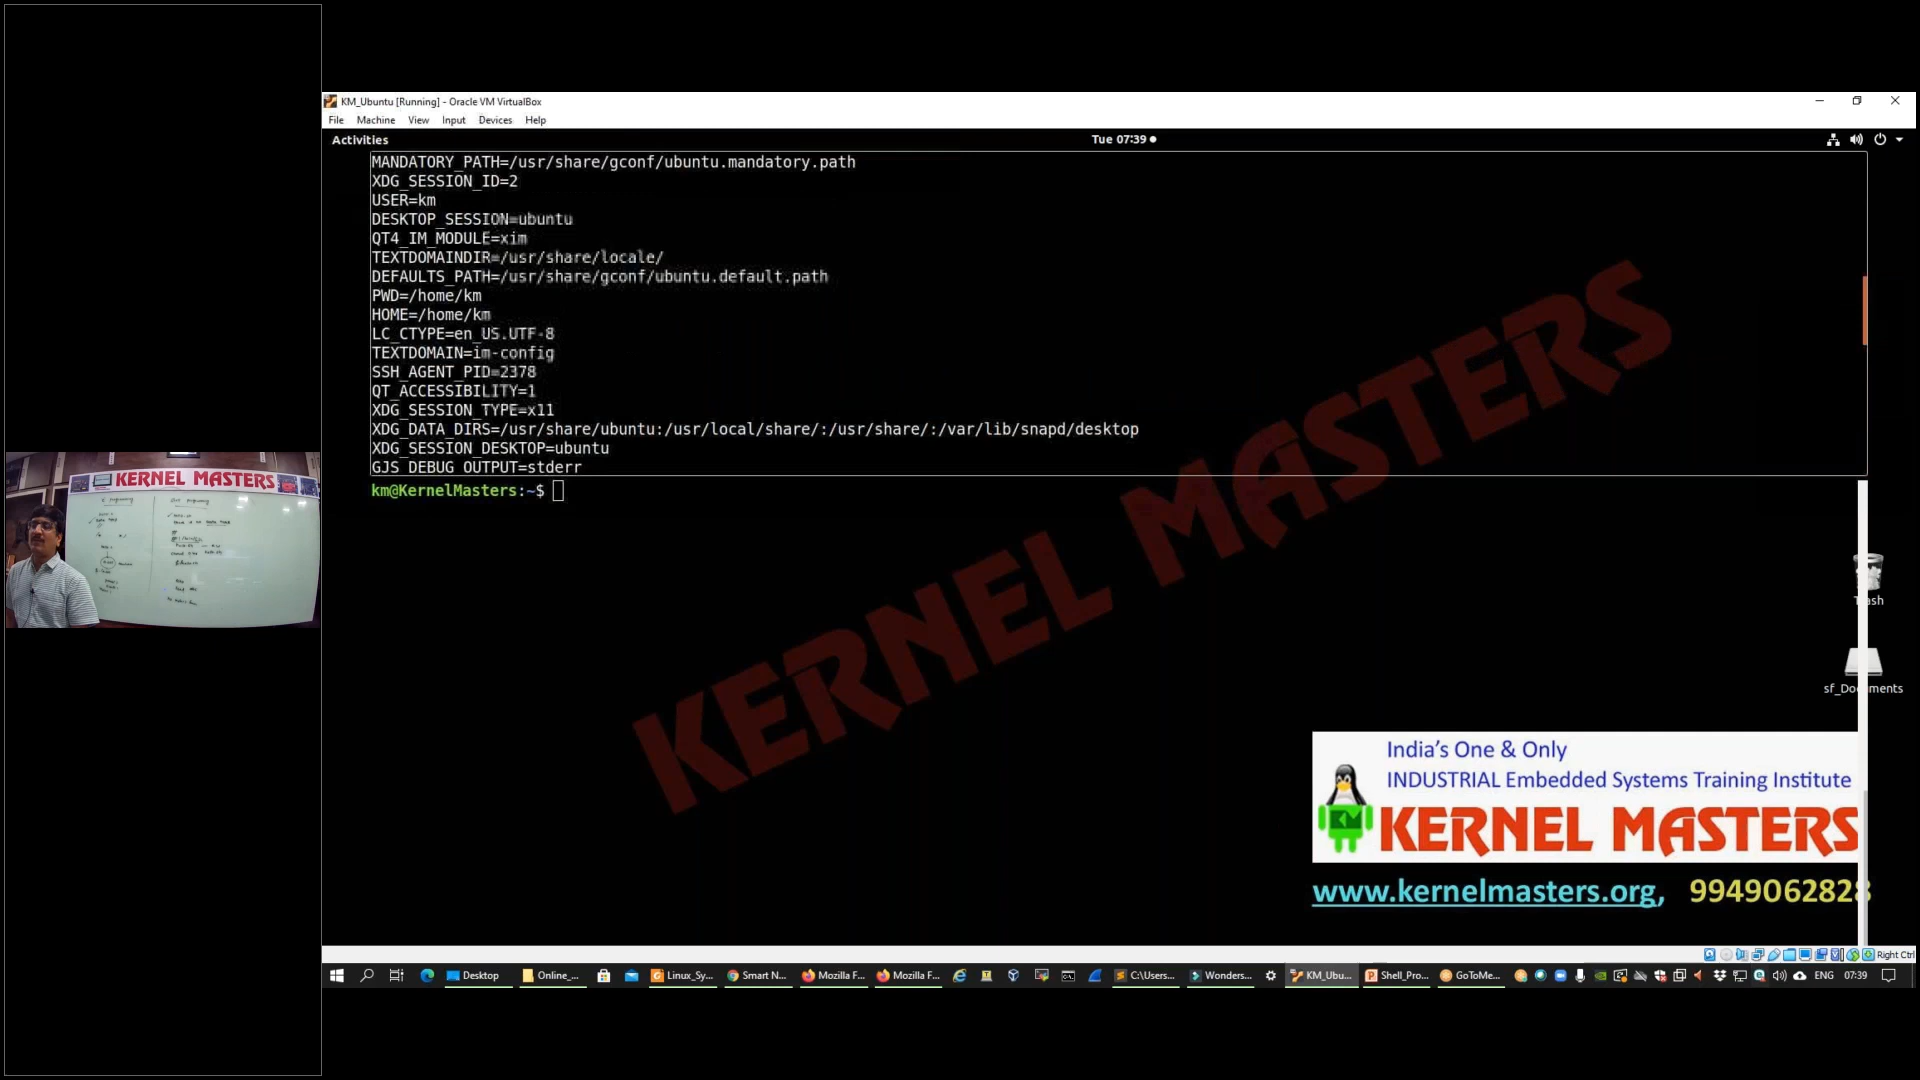 KM_Ubuntu [Running] - Oracle VM VirtualBox
File Machine View Input Devices Help
Activities
Tue 07:39
MANDATORY_PATH=/usr/share/gconf/ubuntu.mandatory.path
XDG_SESSION_ID=2
USER=km
DESKTOP_SESSION=ubuntu
QT4_IM_MODULE=xim
TEXTDOMAINDIR=/usr/share/locale/
DEFAULTS_PATH=/usr/share/gconf/ubuntu.default.path
PWD=/home/km
HOME=/home/km
LC_CTYPE=en_US.UTF-8
TEXTDOMAIN=im-config
SSH_AGENT_PID=2378
QT_ACCESSIBILITY=1
XDG_SESSION_TYPE=x11
XDG_DATA_DIRS=/usr/share/ubuntu:/usr/local/share/:/usr/share/:/var/lib/snapd/desktop
XDG_SESSION_DESKTOP=ubuntu
GJS_DEBUG_OUTPUT=stderr
km@KernelMasters:~$
KERNEL MASTERS
KERNEL MASTERS
sf_Documents
India's One & Only
INDUSTRIAL Embedded Systems Training Institute
KERNEL MASTERS
www.kernelmasters.org, 9949062828
Right Ctrl
Desktop Online_... Linux_Sy... Smart N... Mozilla F... Mozilla F... C:\Users... Wonders... KM_Ubu... Shell_Pro... GoToMe... ENG 07:39